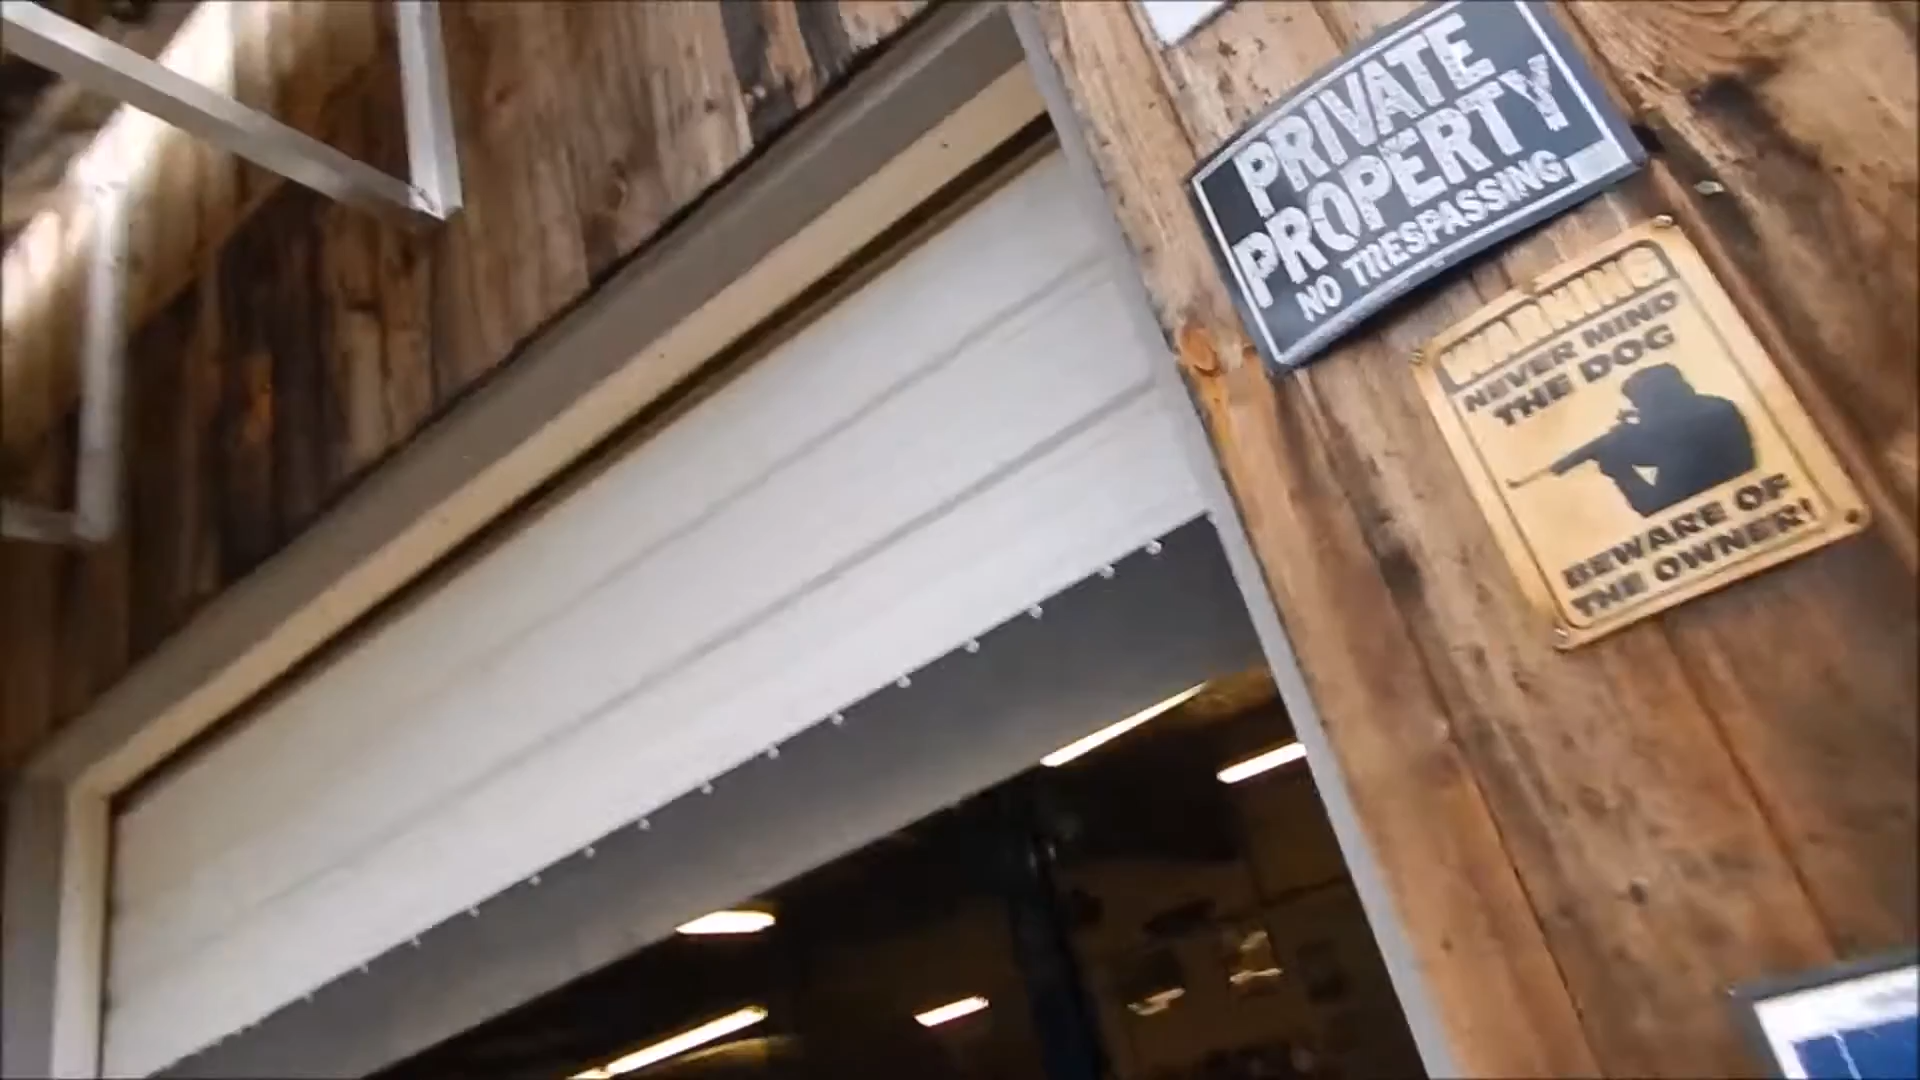 PRIVATE
PROPERTY
NO TRESPASSING
WARNING
NEVER MIND
THE DOG
BEWARE OF
THE OWNER!